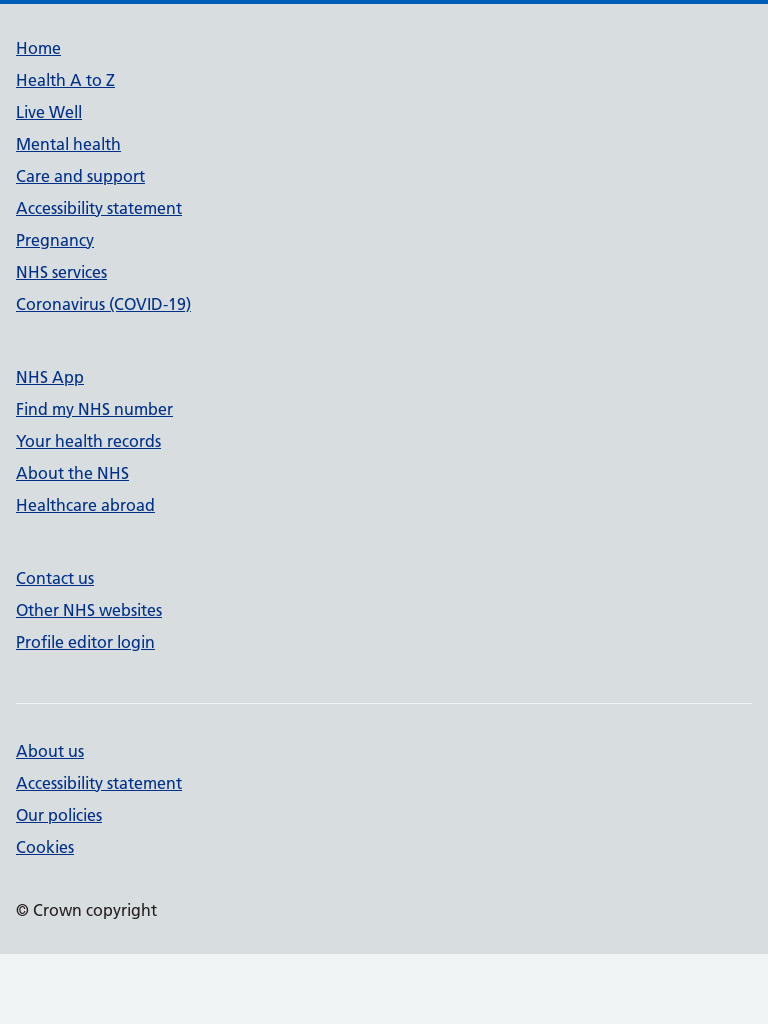 Home
Health A to Z
Live Well
Mental health
Care and support
Accessibility statement
Pregnancy
NHS services
Coronavirus (COVID-19)
NHS App
Find my NHS number
Your health records
About the NHS
Healthcare abroad
Contact us
Other NHS websites
Profile editor login
About us
Accessibility statement
Our policies
Cookies
© Crown copyright